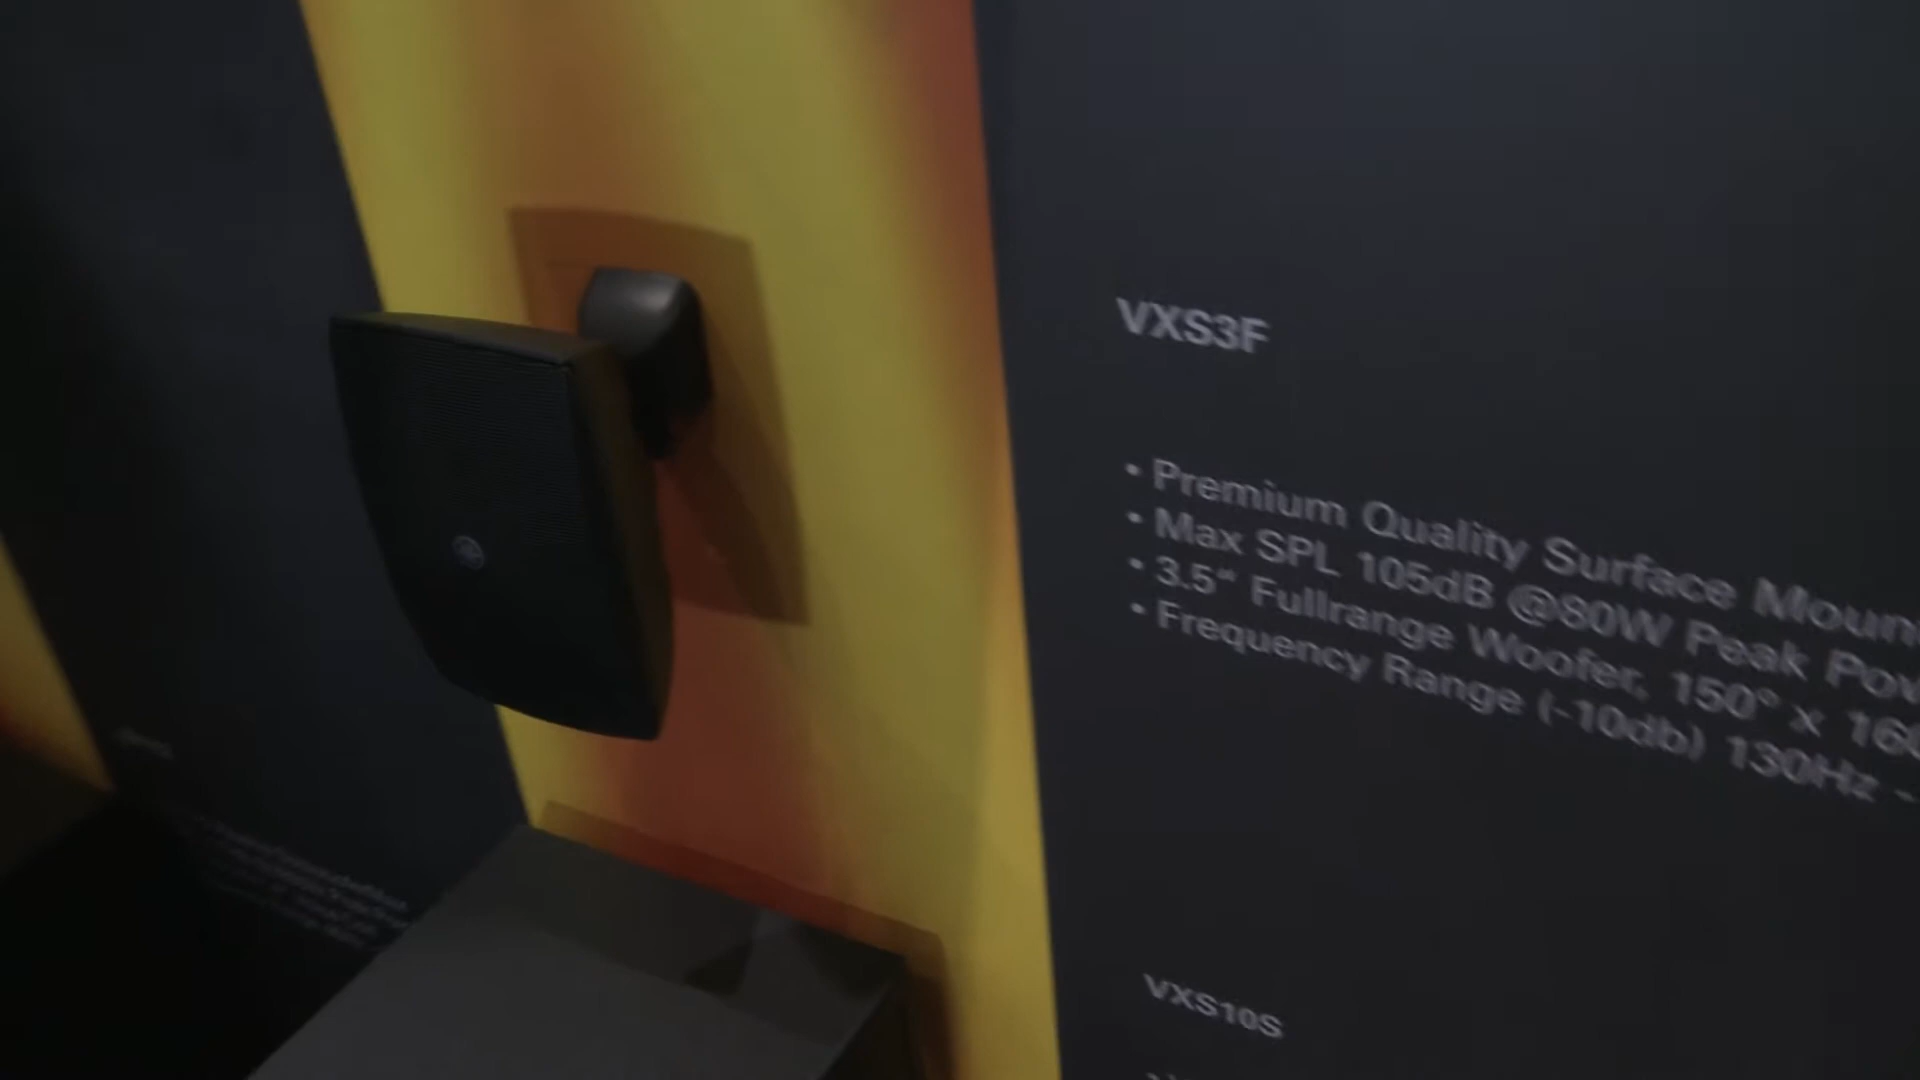 VXS3F
• Premium Quality Surface Moun
• Max SPL 105dB @80W Peak Pow
• 3.5“ Fullrange Woofer, 150° x 160
• Frequency Range (-10db) 130Hz -
VXS10S